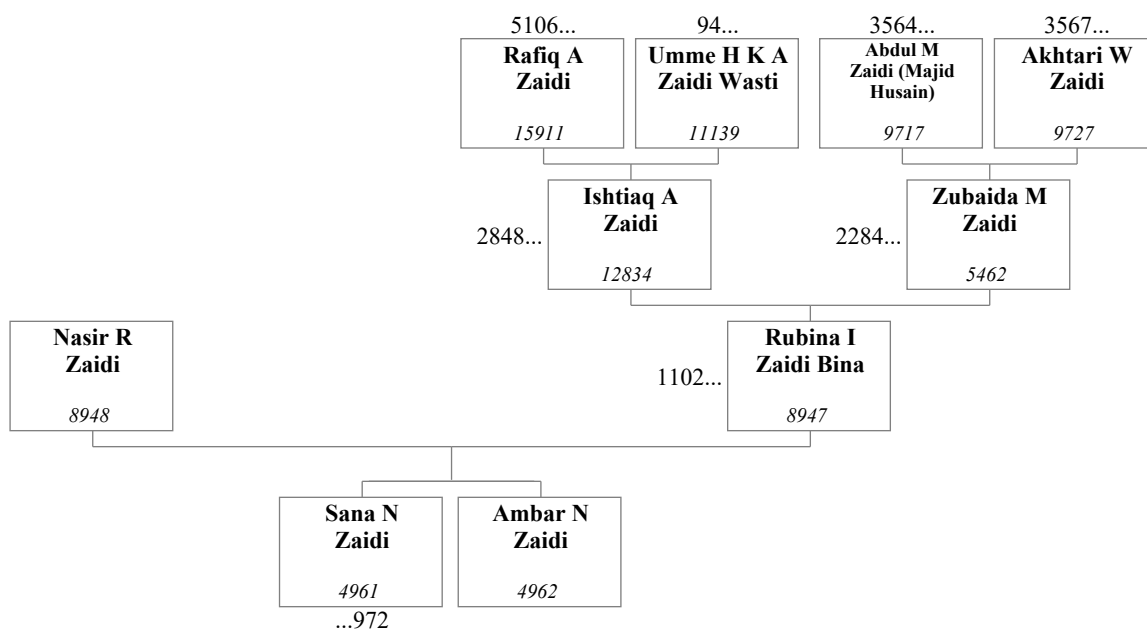 5106...
94...
3564...
3567...
Rafiq A
Zaidi
15911
Umme H K A
Zaidi Wasti
11139
Abdul M
Zaidi (Majid
Husain)
9717
Akhtari W
Zaidi
9727
2848...
Ishtiaq A
Zaidi
12834
2284...
Zubaida M
Zaidi
5462
Nasir R
Zaidi
8948
1102...
Rubina I
Zaidi Bina
8947
Sana N
Zaidi
4961
...972
Ambar N
Zaidi
4962